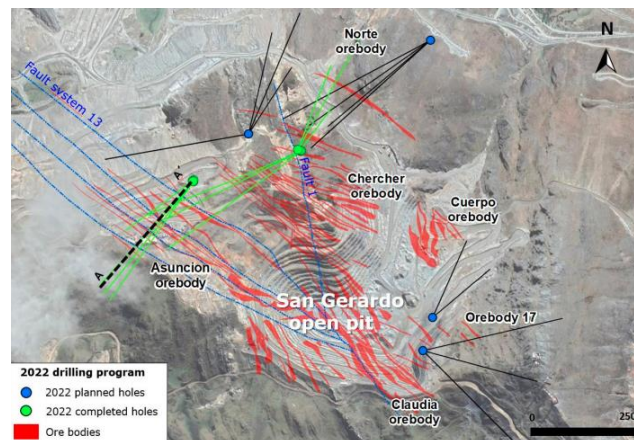 Norte
orebody
N
Fault system 13
Fault 1
Chercher
orebody
Cuerpo
orebody
A'
A
Asuncion
orebody
San Gerardo
open pit
Orebody 17
Claudia
orebody
2022 drilling program
2022 planned holes
2022 completed holes
Ore bodies
0
250